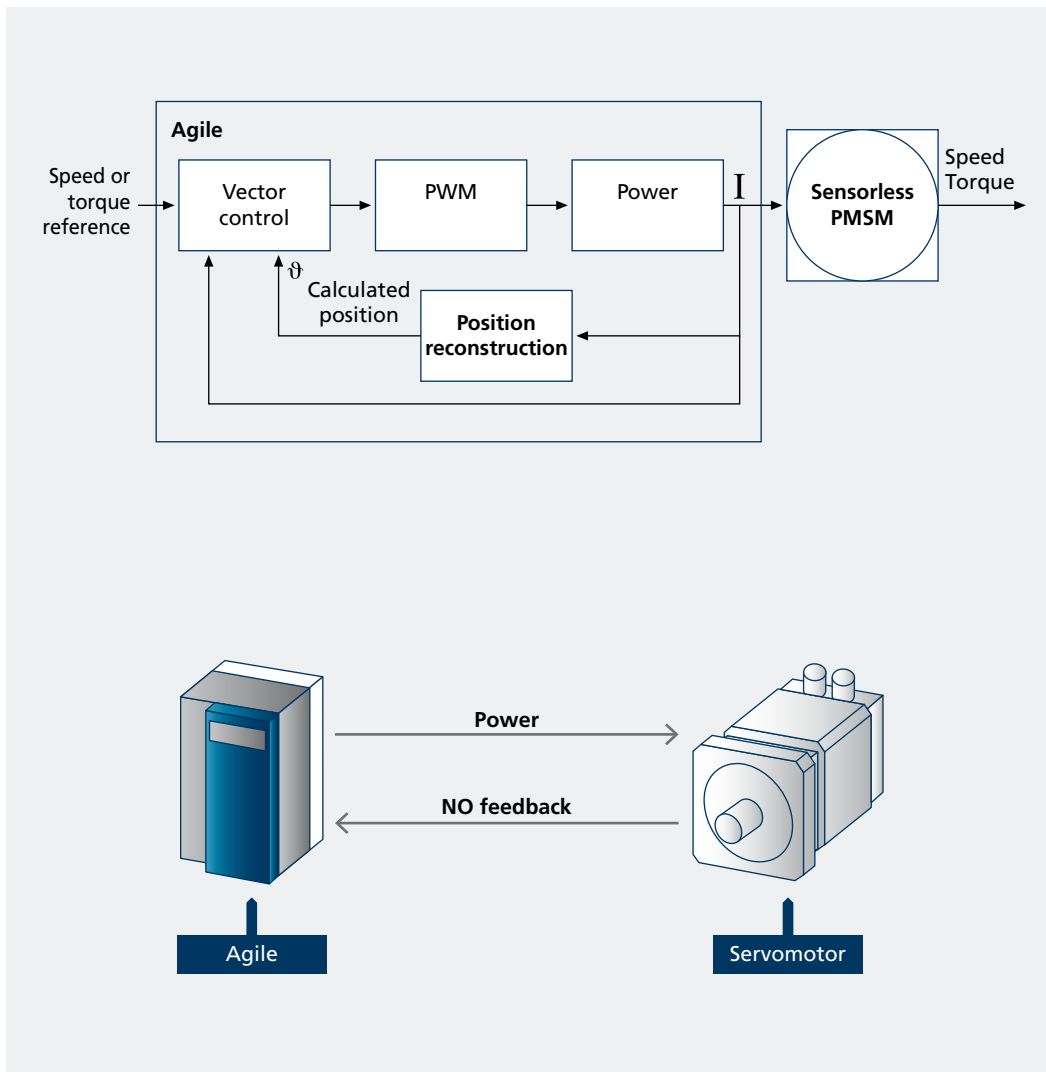 Agile
Speed or
torque
reference
Vector
control
PWM
Power
I
Sensorless
PMSM
Speed
Torque
ϑ
Calculated
position
Position
reconstruction
Power
NO feedback
Agile
Servomotor